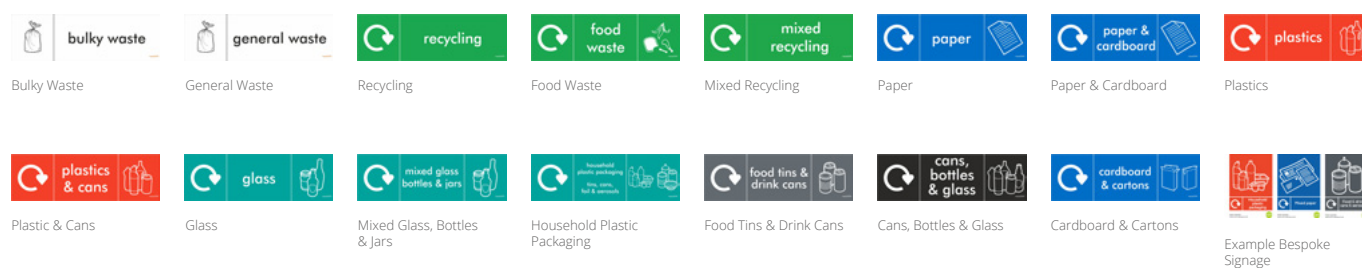 bulky waste
general waste
recycling
food
waste
mixed
recycling
paper
paper &
cardboard
plastics
Bulky Waste
General Waste
Recycling
Food Waste
Mixed Recycling
Paper
Paper & Cardboard
Plastics
plastics
& cans
glass
mixed glass
bottles & jars
household
plastic packaging
tins, cans,
foil & aerosols
food tins &
drink cans
cans,
bottles
& glass
cardboard
& cartons
Plastic & Cans
Glass
Mixed Glass, Bottles
& Jars
Household Plastic
Packaging
Food Tins & Drink Cans
Cans, Bottles & Glass
Cardboard & Cartons
Example Bespoke
Signage